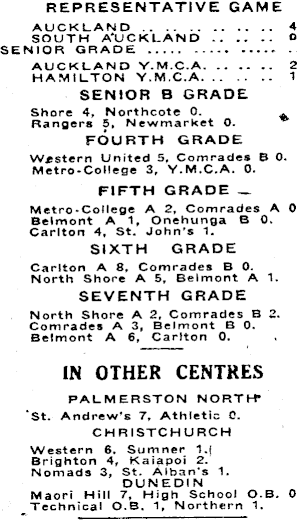 REPRESENTATIVE GAME
AUCKLAND .. .. .. .. .. 4
SOUTH AUCKLAND .. .. .. 0
SENIOR GRADE ..... ..... ..... ..
AUCKLAND Y.M.C.A. .. .. .. 2
HAMILTON Y.M.C.A. .. .. .. 1
SENIOR B GRADE
Shore 4, Northcote 0.
Rangers 5, Newmarket 0.
FOURTH GRADE
Western United 5, Comrades B 0.
Metro-College 3, Y.M.C.A. 0.
FIFTH GRADE
Metro-College A 2, Comrades A 0
Belmont A 1, Onehunga B 0.
Carlton 4, St. John's 1.
SIXTH GRADE
Carlton A 8, Comrades B 0.
North Shore A 5, Belmont A 1.
SEVENTH GRADE
North Shore A 2, Comrades B 2.
Comrades A 3, Belmont B 0.
Belmont A 6, Carlton 0.
IN OTHER CENTRES
PALMERSTON NORTH
St. Andrew's 7, Athletic 0.
CHRISTCHURCH
Western 6, Sumner 1.
Brighton 4, Kaiapoi 2.
Nomads 3, St. Alban's 1.
DUNEDIN
Maori Hill 7, High School O.B. 0
Technical O.B. 1, Northern 1.